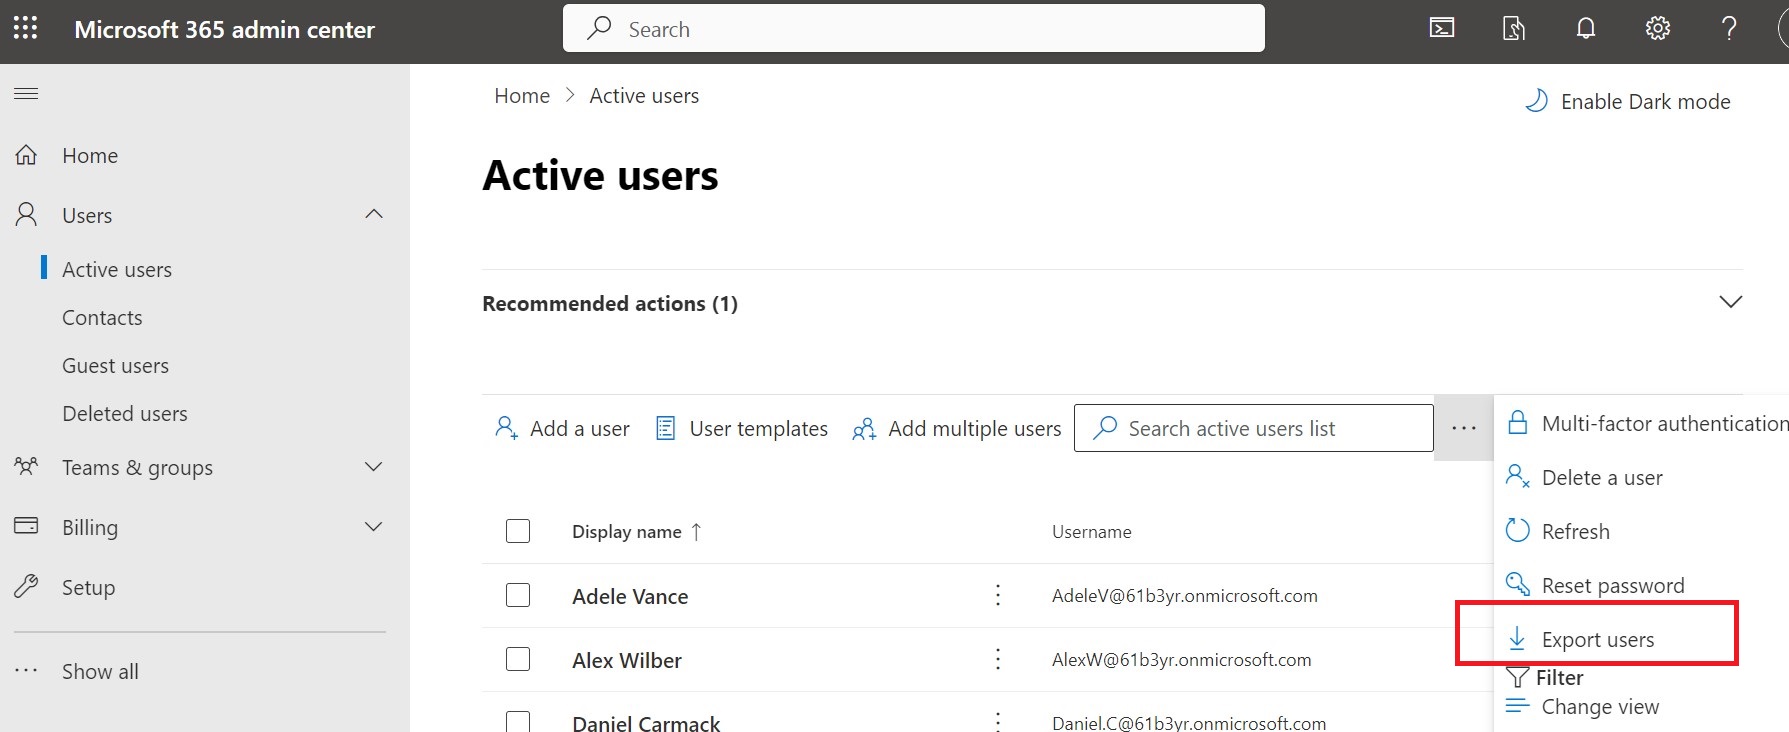 Microsoft 365 admin center
Search
?
Home > Active users
Enable Dark mode
Home
Users
Active users
Contacts
Guest users
Deleted users
Teams & groups
Billing
Setup
Show all
Active users
Recommended actions (1)
Add a user
User templates
Add multiple users
Search active users list
Multi-factor authentication
Delete a user
Refresh
Reset password
Export users
Filter
Change view
Display name ↑ Username
Adele Vance AdeleV@61b3yr.onmicrosoft.com
Alex Wilber AlexW@61b3yr.onmicrosoft.com
Daniel Carmack Daniel.C@61b3yr.onmicrosoft.com